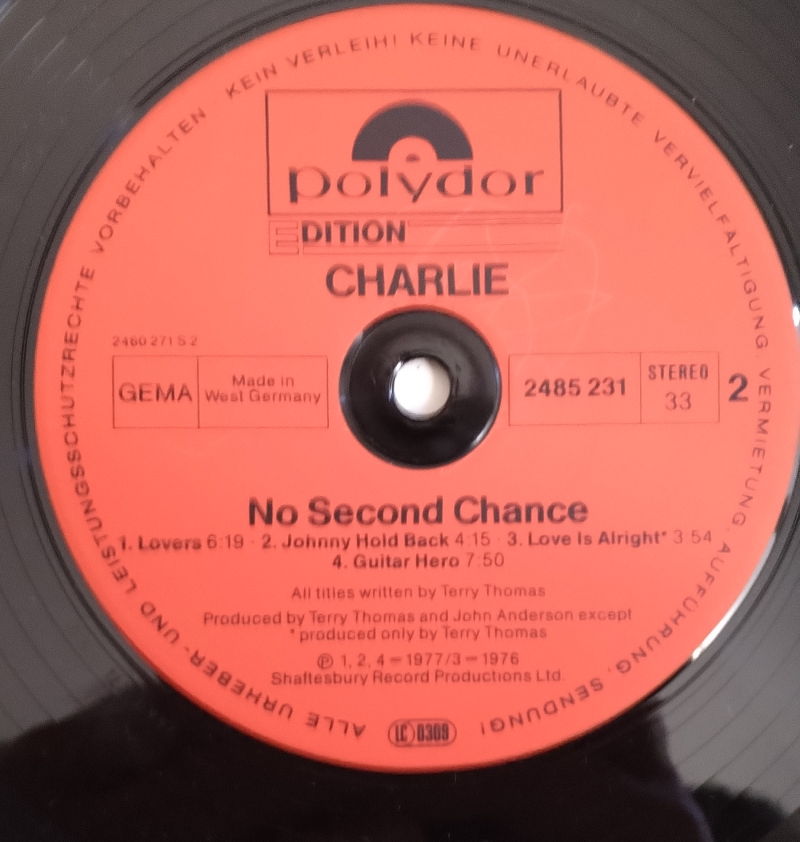 ALLE URHEBER- UND LEISTUNGSSCHUTZRECHTE VORBEHALTEN · KEIN VERLEIH! KEINE UNERLAUBTE VERVIELFÄLTIGUNG, VERMIETUNG, AUFFÜHRUNG, SENDUNG!
polydor
EDITION
CHARLIE
2460 271 S 2
GEMA
Made in
West Germany
2485 231
STEREO
33
2
No Second Chance
1. Lovers 6:19 · 2. Johnny Hold Back 4:15 · 3. Love Is Alright* 3:54
4. Guitar Hero 7:50
All titles written by Terry Thomas
Produced by Terry Thomas and John Anderson except
*produced only by Terry Thomas
℗ 1, 2, 4 – 1977/3 – 1976
Shaftesbury Record Productions Ltd.
LC 0309